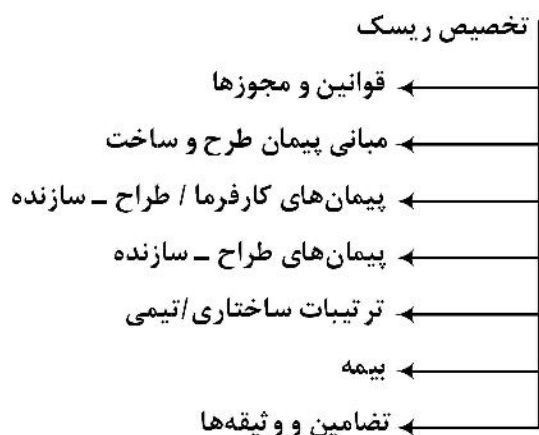 تخصیص ریسک
قوانین و مجوزها
مبانی پیمان طرح و ساخت
پیمان‌های کارفرما / طراح ـ سازنده
پیمان‌های طراح ـ سازنده
ترتیبات ساختاری/تیمی
بیمه
تضامین و وثیقه‌ها